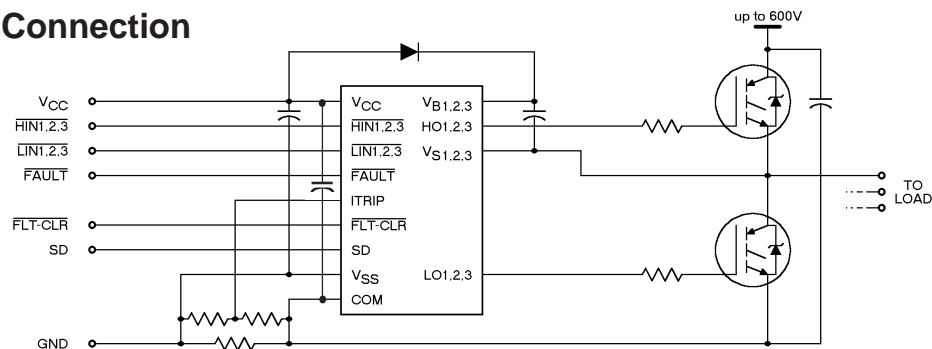 Connection
up to 600V
VCC
HIN1,2,3
LIN1,2,3
FAULT
FLT-CLR
SD
GND
VCC
HIN1,2,3
LIN1,2,3
FAULT
ITRIP
FLT-CLR
SD
VSS
COM
VB1,2,3
HO1,2,3
VS1,2,3
LO1,2,3
TO
LOAD